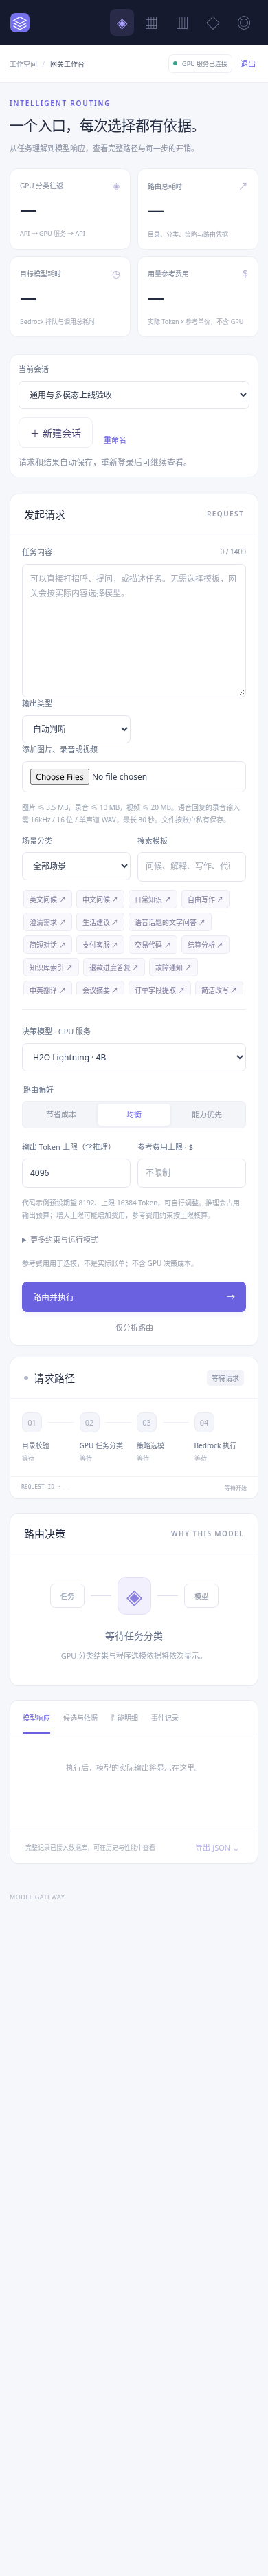 工作空间 / 网关工作台
GPU 服务已连接
退出
INTELLIGENT ROUTING
一个入口，每次选择都有依据。
从任务理解到模型响应，查看完整路径与每一步的开销。
GPU 分类往返
—
API → GPU 服务 → API
路由总耗时
—
目录、分类、策略与路由凭据
目标模型耗时
—
Bedrock 排队与调用总耗时
用量参考费用
$
—
实际 Token × 参考单价，不含 GPU
当前会话
通用与多模态上线验收
＋ 新建会话
重命名
请求和结果自动保存，重新登录后可继续查看。
发起请求
REQUEST
任务内容
0 / 1400
可以直接打招呼、提问，或描述任务。无需选择模板，网
关会按实际内容选择模型。
输出类型
自动判断
添加图片、录音或视频
Choose Files No file chosen
图片 ≤ 3.5 MB，录音 ≤ 10 MB，视频 ≤ 20 MB。语音回复的录音输入
需 16kHz / 16 位 / 单声道 WAV，最长 30 秒。文件按账户私有保存。
场景分类
搜索模板
全部场景
问候、解释、写作、代
英文问候 ↗ 中文问候 ↗ 日常知识 ↗ 自由写作 ↗
澄清需求 ↗ 生活建议 ↗ 语音话题的文字问答 ↗
简短对话 ↗ 支付客服 ↗ 交易代码 ↗ 结算分析 ↗
知识库索引 ↗ 退款进度答复 ↗ 故障通知 ↗
中英翻译 ↗ 会议摘要 ↗ 订单字段提取 ↗ 简洁改写 ↗
决策模型 · GPU 服务
H2O Lightning · 4B
路由偏好
节省成本
均衡
能力优先
输出 Token 上限（含推理）
参考费用上限 · $
4096
不限制
代码示例预设期望 8192、上限 16384 Token，可自行调整。推理会占用
输出预算；增大上限可能增加费用，参考费用约束按上限核算。
▶ 更多约束与运行模式
参考费用用于选模，不是实际账单；不含 GPU 决策成本。
路由并执行 →
仅分析路由
请求路径
等待请求
01 02 03 04
目录校验 GPU 任务分类 策略选模 Bedrock 执行
等待 等待 等待 等待
REQUEST ID · —
等待开始
路由决策
WHY THIS MODEL
任务
模型
等待任务分类
GPU 分类结果与程序选模依据将依次显示。
模型响应 候选与依据 性能明细 事件记录
执行后，模型的实际输出将显示在这里。
完整记录已接入数据库，可在历史与性能中查看
导出 JSON ↓
MODEL GATEWAY